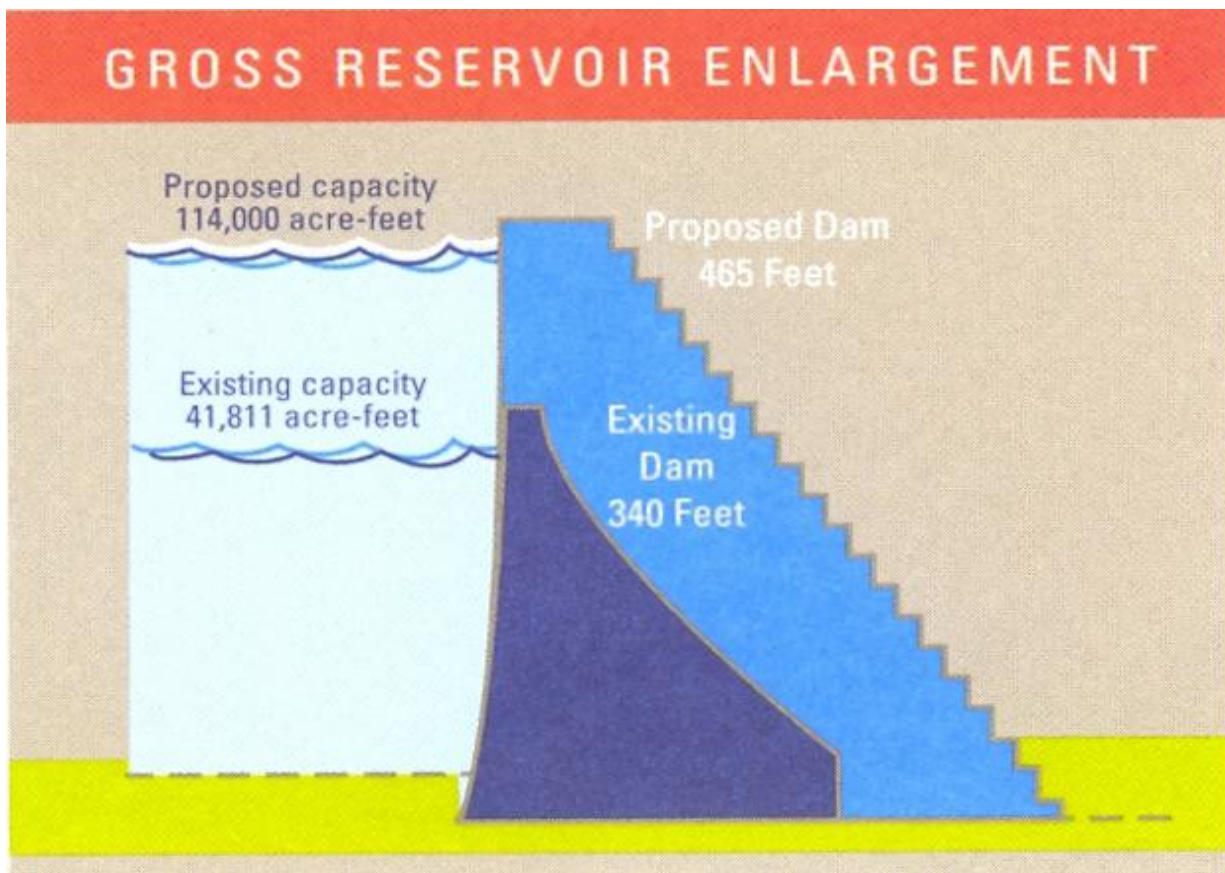 GROSS RESERVOIR ENLARGEMENT
Proposed capacity
114,000 acre-feet
Proposed Dam
465 Feet
Existing capacity
41,811 acre-feet
Existing
Dam
340 Feet